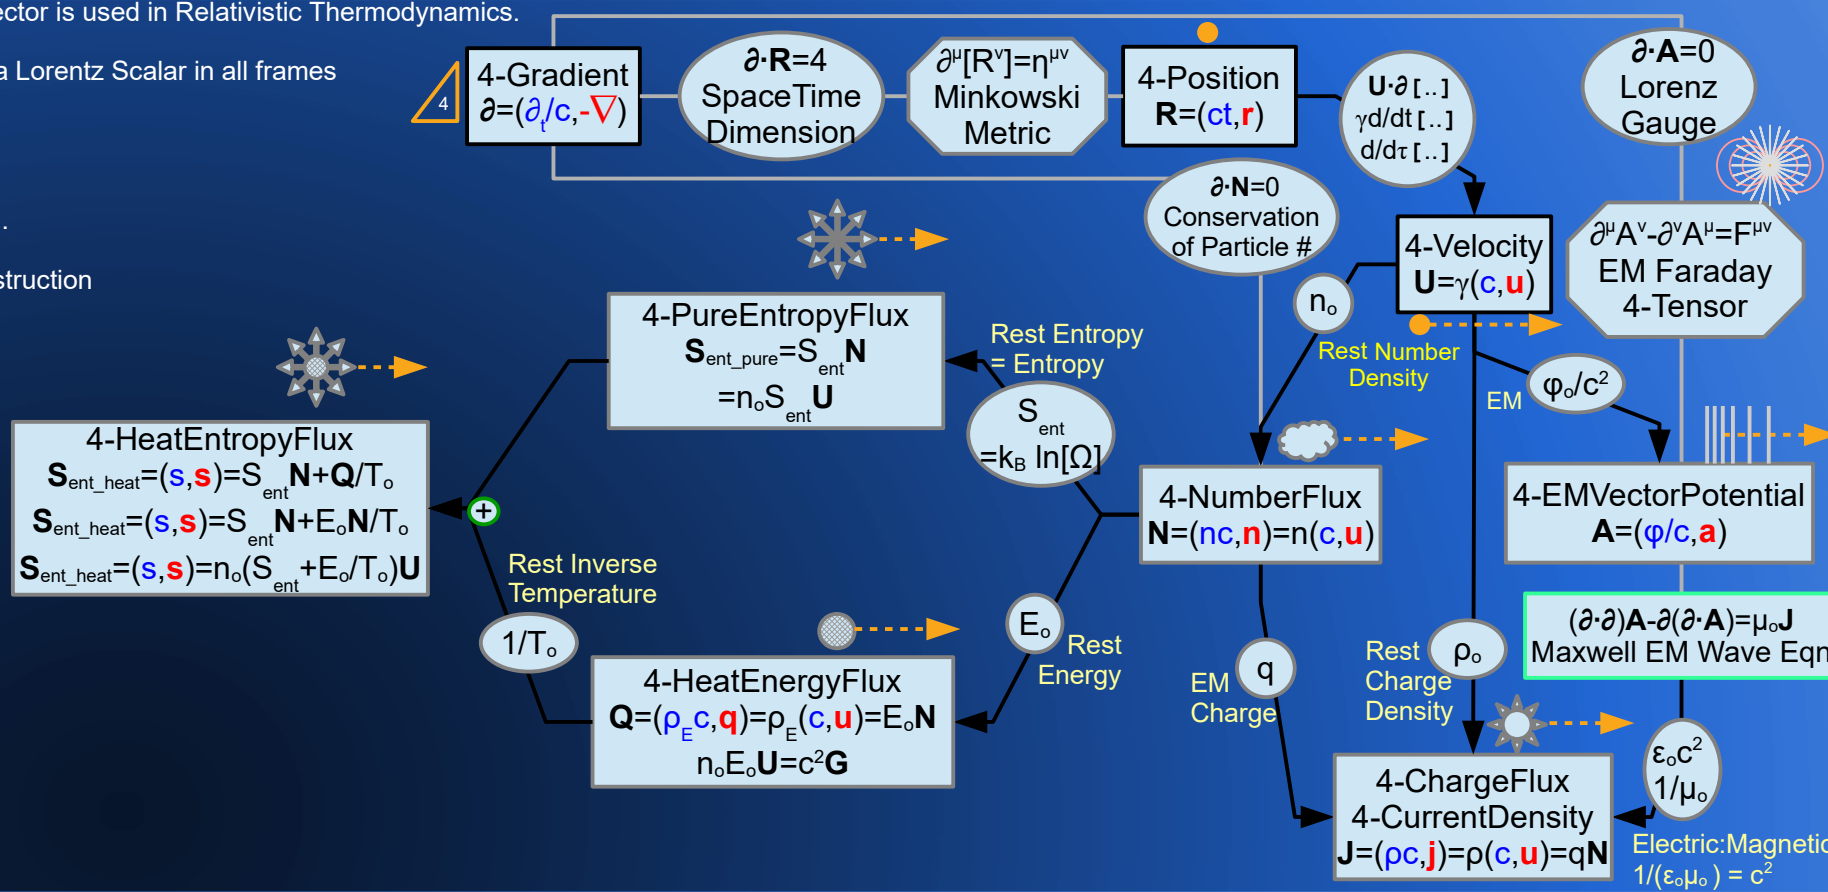 ector is used in Relativistic Thermodynamics.
a Lorentz Scalar in all frames
.
struction
4
4-Gradient
∂=(∂t/c,-∇)
∂·R=4
SpaceTime
Dimension
∂μ[Rν]=ημν
Minkowski
Metric
4-Position
R=(ct,r)
U·∂[..]
γd/dt[..]
d/dτ[..]
∂·A=0
Lorenz
Gauge
∂·N=0
Conservation
of Particle #
4-Velocity
U=γ(c,u)
∂μAν-∂νAμ=Fμν
EM Faraday
4-Tensor
no
Rest Number
Density
EM
φo/c²
4-PureEntropyFlux
Sent_pure=SentN
=noSentU
Rest Entropy
= Entropy
Sent
=kB ln[Ω]
4-HeatEntropyFlux
Sent_heat=(s,s)=SentN+Q/To
Sent_heat=(s,s)=SentN+EoN/To
Sent_heat=(s,s)=no(Sent+Eo/To)U
+
4-NumberFlux
N=(nc,n)=n(c,u)
4-EMVectorPotential
A=(φ/c,a)
Rest Inverse
Temperature
1/To
Eo
Rest
Energy
4-HeatEnergyFlux
Q=(ρEc,q)=ρE(c,u)=EoN
noEoU=c²G
EM
Charge
q
Rest
Charge
Density
ρo
(∂·∂)A-∂(∂·A)=μoJ
Maxwell EM Wave Eqn
εoc²
1/μo
4-ChargeFlux
4-CurrentDensity
J=(ρc,j)=ρ(c,u)=qN
Electric:Magnetic
1/(εoμo) = c²